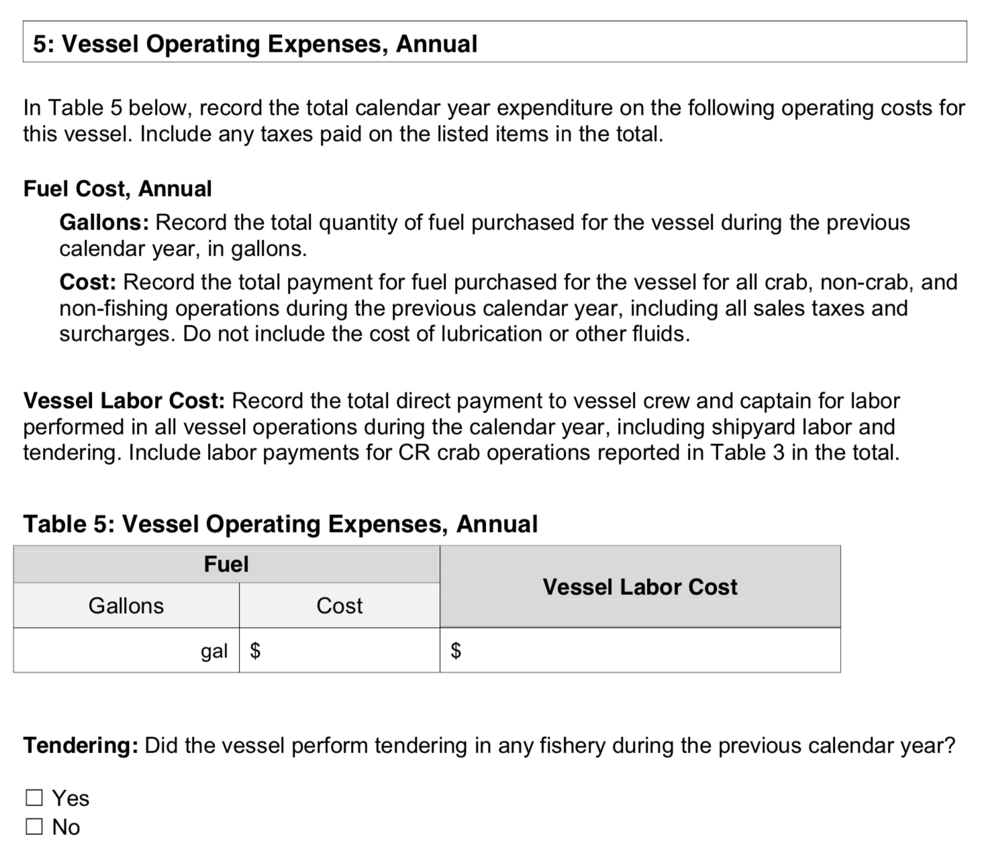 5: Vessel Operating Expenses, Annual
In Table 5 below, record the total calendar year expenditure on the following operating costs for
this vessel. Include any taxes paid on the listed items in the total.
Fuel Cost, Annual
Gallons: Record the total quantity of fuel purchased for the vessel during the previous
calendar year, in gallons.
Cost: Record the total payment for fuel purchased for the vessel for all crab, non-crab, and
non-fishing operations during the previous calendar year, including all sales taxes and
surcharges. Do not include the cost of lubrication or other fluids.
Vessel Labor Cost: Record the total direct payment to vessel crew and captain for labor
performed in all vessel operations during the calendar year, including shipyard labor and
tendering. Include labor payments for CR crab operations reported in Table 3 in the total.
Table 5: Vessel Operating Expenses, Annual
Fuel
Vessel Labor Cost
Gallons Cost
gal $ $
Tendering: Did the vessel perform tendering in any fishery during the previous calendar year?
☐ Yes
☐ No